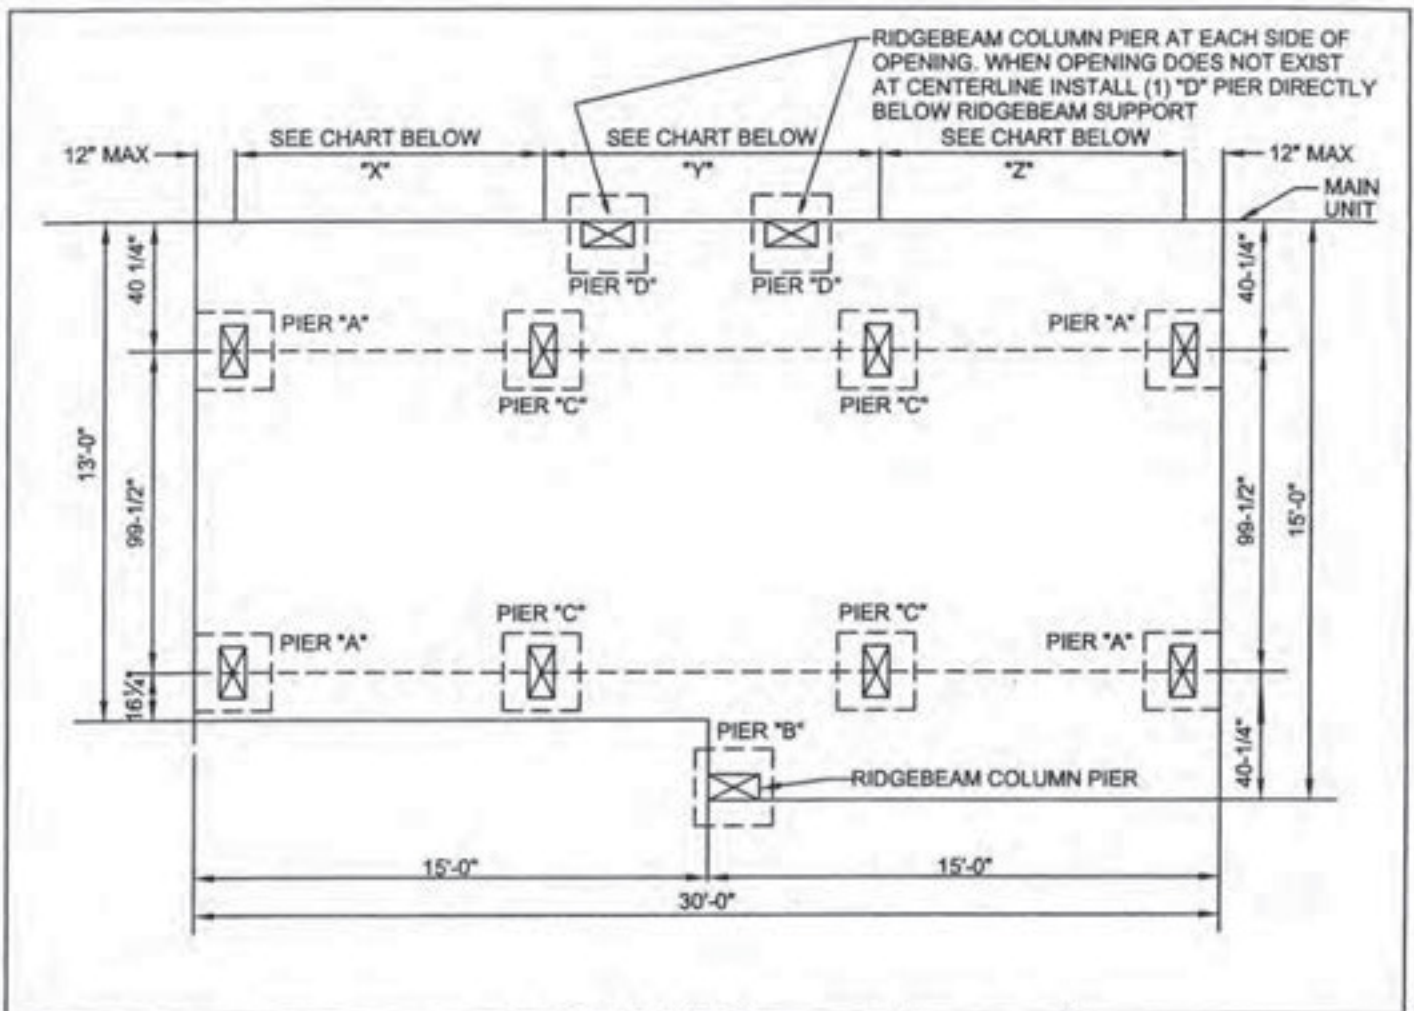 RIDGEBEAM COLUMN PIER AT EACH SIDE OF
OPENING. WHEN OPENING DOES NOT EXIST
AT CENTERLINE INSTALL (1) "D" PIER DIRECTLY
BELOW RIDGEBEAM SUPPORT
SEE CHART BELOW
SEE CHART BELOW
SEE CHART BELOW
12" MAX
"X"
"Y"
"Z"
12" MAX
MAIN
UNIT
40 1/4"
PIER "D"
PIER "D"
40-1/4"
PIER "A"
PIER "A"
PIER "C"
PIER "C"
13'-0"
99-1/2"
99-1/2"
15'-0"
PIER "C"
PIER "C"
PIER "A"
PIER "A"
16¼"
PIER "B"
RIDGEBEAM COLUMN PIER
40-1/4"
15'-0"
15'-0"
30'-0"